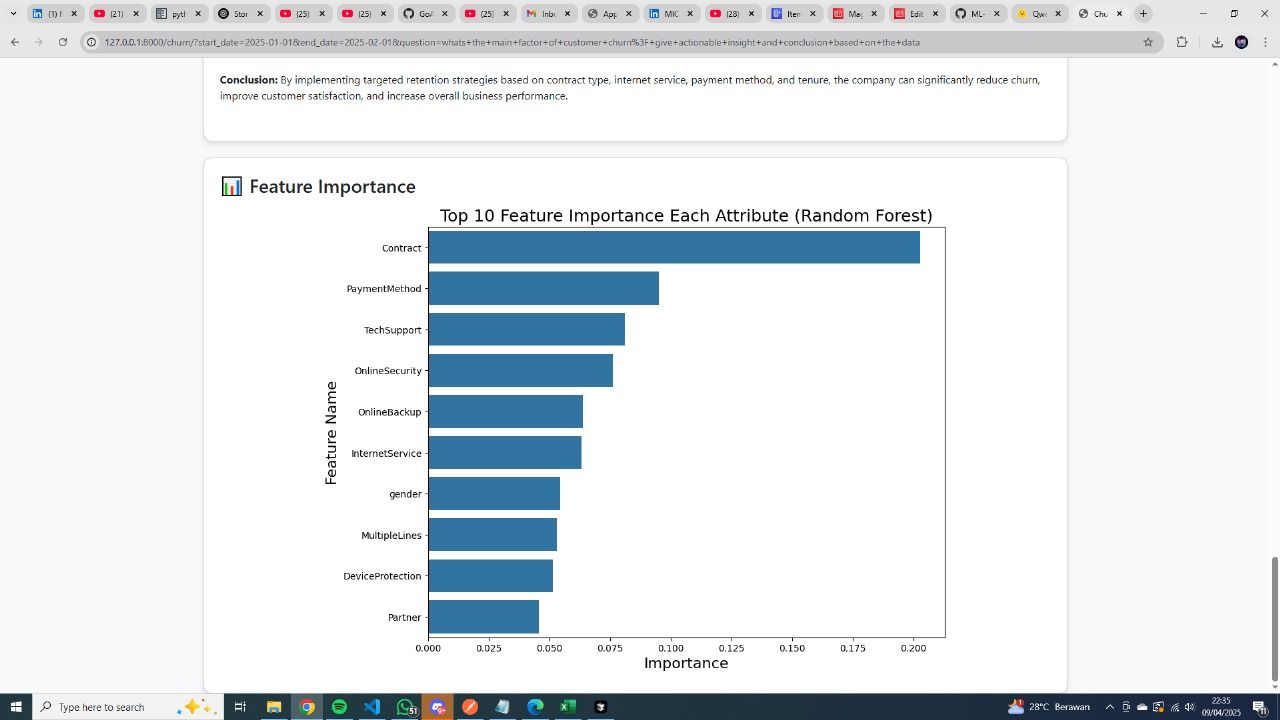 (1) F
(21)
pyth
Stor
(25)
(25)
GoA
(25)
Inbo
App
MIC
(28)
Iten
Ma
Edit
ML
Qw
Chu
127.0.0.1:8000/churn/?start_date=2025-01-01&end_date=2025-02-01&question=whats+the+main+factor+of+customer+churn%3F+give+actionable+insight+and+conclusion+based+on+the+data
Conclusion: By implementing targeted retention strategies based on contract type, internet service, payment method, and tenure, the company can significantly reduce churn,
improve customer satisfaction, and increase overall business performance.
Feature Importance
Top 10 Feature Importance Each Attribute (Random Forest)
Feature Name
Contract
PaymentMethod
TechSupport
OnlineSecurity
OnlineBackup
InternetService
gender
MultipleLines
DeviceProtection
Partner
0.000 0.025 0.050 0.075 0.100 0.125 0.150 0.175 0.200
Importance
Type here to search
51
28°C Berawan
22:35
09/04/2025